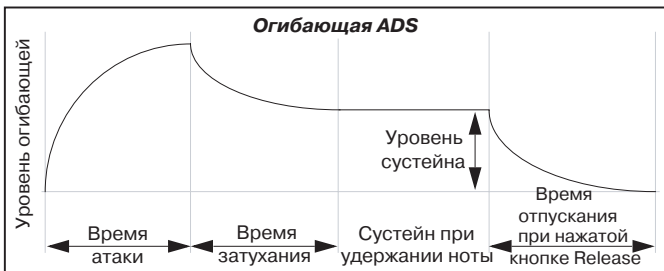 Огибающая ADS
Уровень огибающей
Уровень
сустейна
Время
атаки
Время
затухания
Сустейн при
удержании ноты
Время
отпускания
при нажатой
кнопке Release